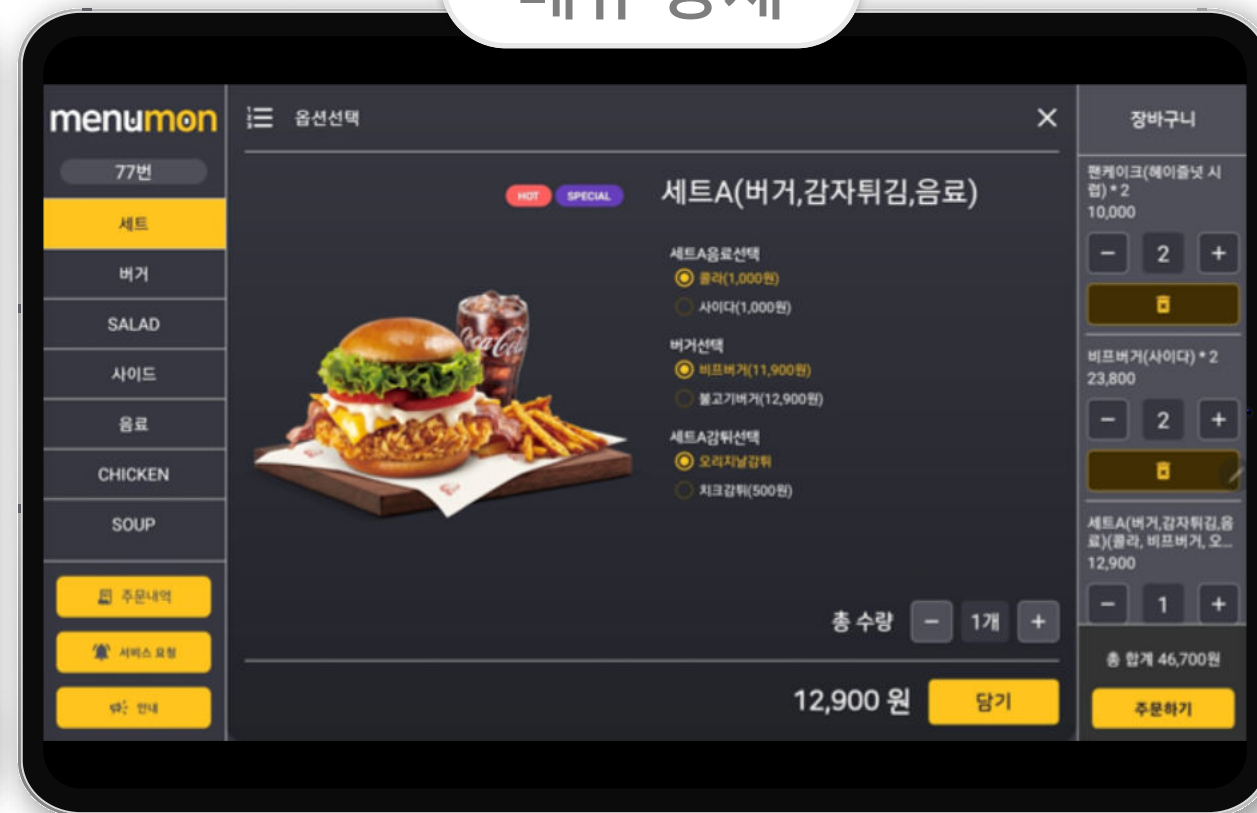 menumon
77번
세트
버거
SALAD
사이드
음료
CHICKEN
SOUP
주문내역
서비스 요청
안내
옵션선택
HOT
SPECIAL
세트A(버거,감자튀김,음료)
세트A음료선택
콜라(1,000원)
사이다(1,000원)
버거선택
비프버거(11,900원)
불고기버거(12,900원)
세트A감튀선택
오리지날감튀
치크감튀(500원)
Coca Cola
총 수량
1개
12,900 원
담기
장바구니
팬케이크(헤이즐넛 시
럽) * 2
10,000
2
비프버거(사이다) * 2
23,800
2
세트A(버거,감자튀김,음
료)(콜라, 비프버거, 오...
12,900
1
총 합계 46,700원
주문하기